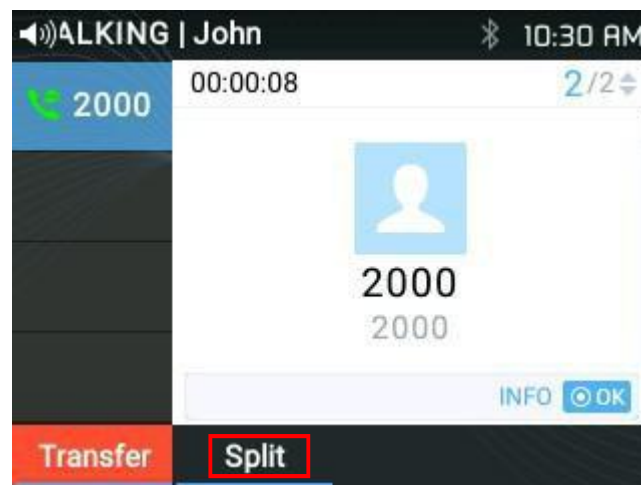 ALKING | John 10:30 AM
2000
00:00:08 2/2
2000
2000
INFO OK
Transfer Split